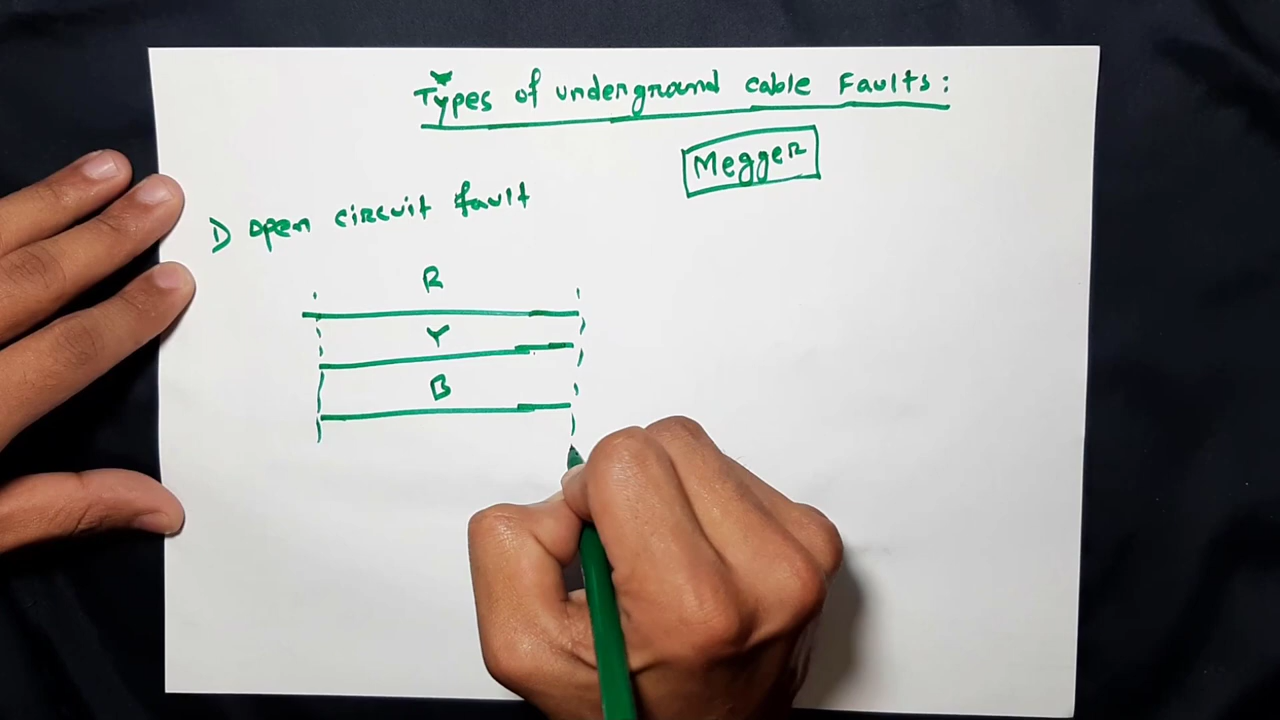 Types of underground cable Faults:
Megger
1) open circuit fault
R
Y
B